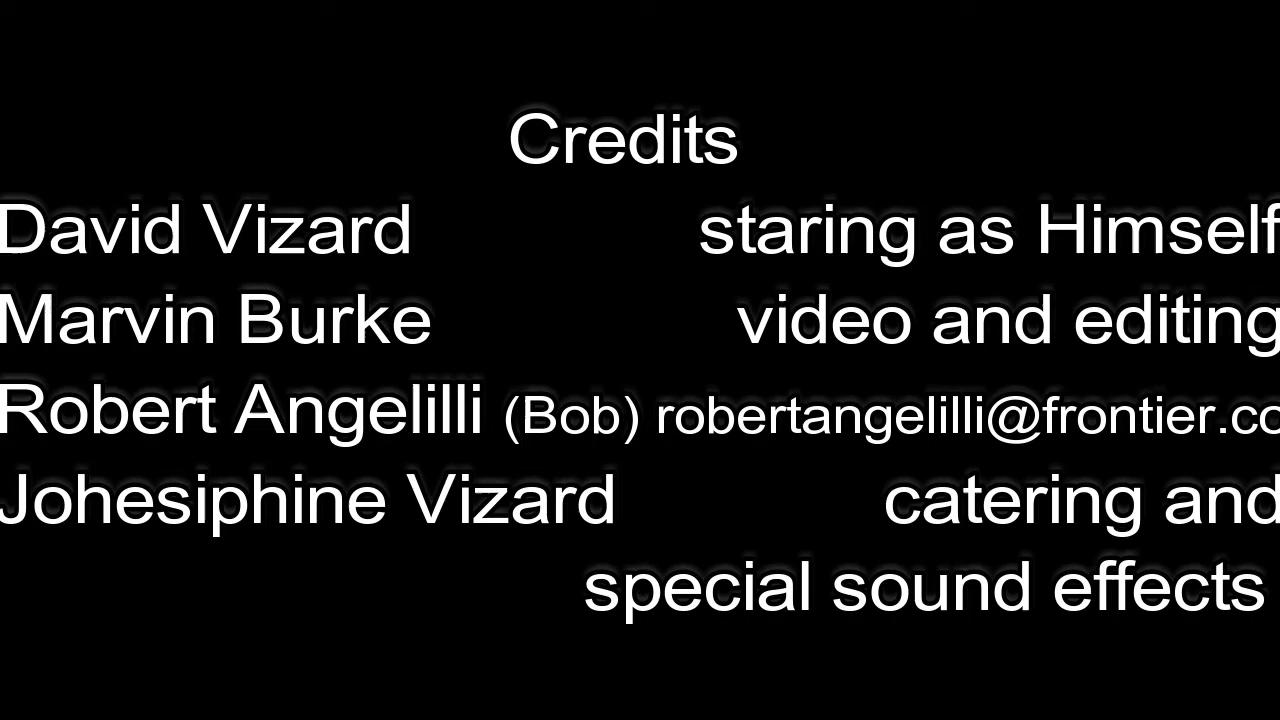 Credits
David Vizard staring as Himself
Marvin Burke video and editing
Robert Angelilli (Bob) robertangelilli@frontier.co
Johesiphine Vizard catering and
special sound effects